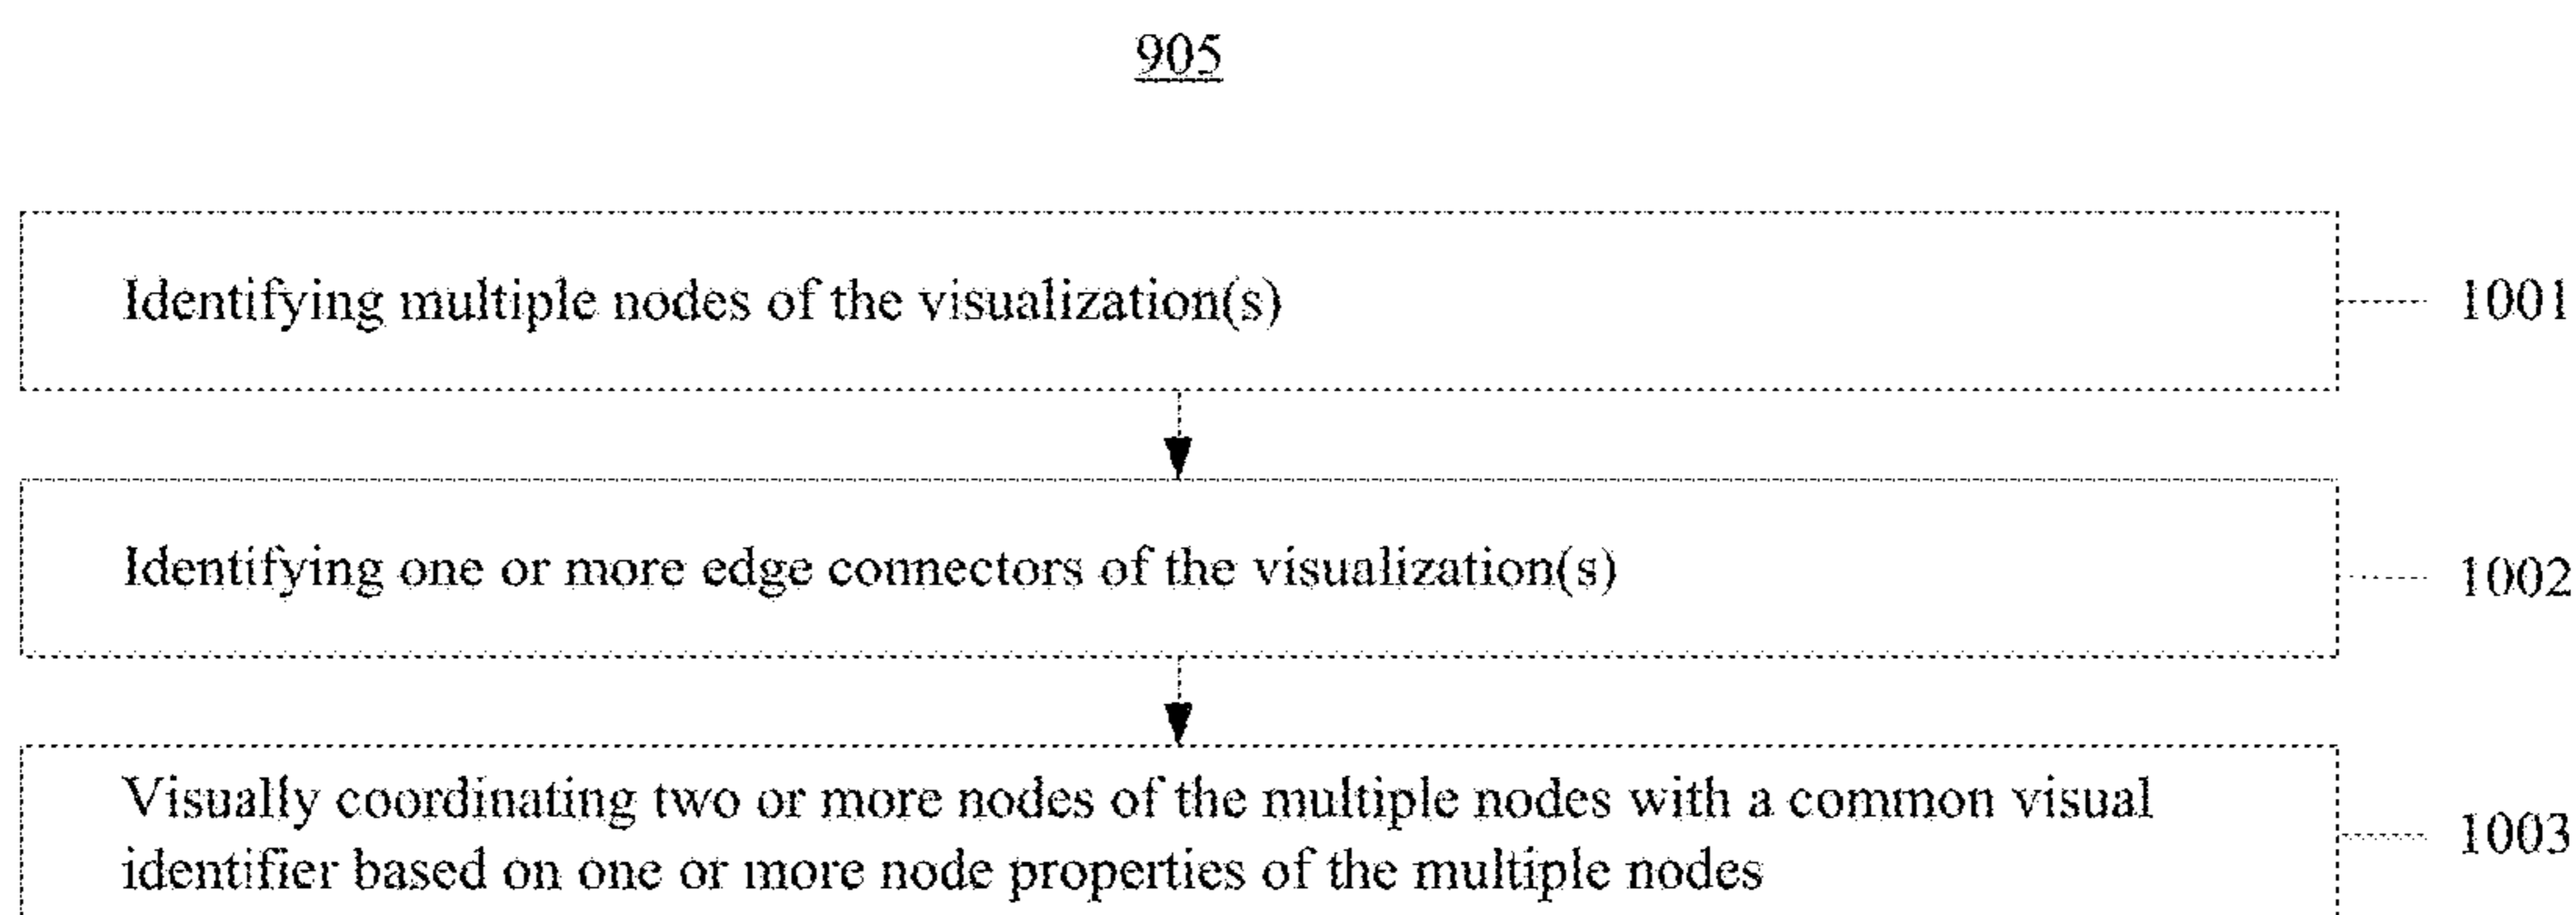 905
Identifying multiple nodes of the visualization(s)
1001
Identifying one or more edge connectors of the visualization(s)
1002
Visually coordinating two or more nodes of the multiple nodes with a common visual
identifier based on one or more node properties of the multiple nodes
1003